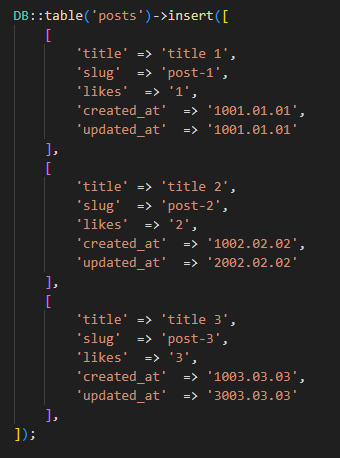 DB::table('posts')->insert([
    [
        'title' => 'title 1',
        'slug'  => 'post-1',
        'likes'  => '1',
        'created_at'  => '1001.01.01',
        'updated_at'  => '1001.01.01'
    ],
    [
        'title' => 'title 2',
        'slug'  => 'post-2',
        'likes'  => '2',
        'created_at'  => '1002.02.02',
        'updated_at'  => '2002.02.02'
    ],
    [
        'title' => 'title 3',
        'slug'  => 'post-3',
        'likes'  => '3',
        'created_at'  => '1003.03.03',
        'updated_at'  => '3003.03.03'
    ],
]);